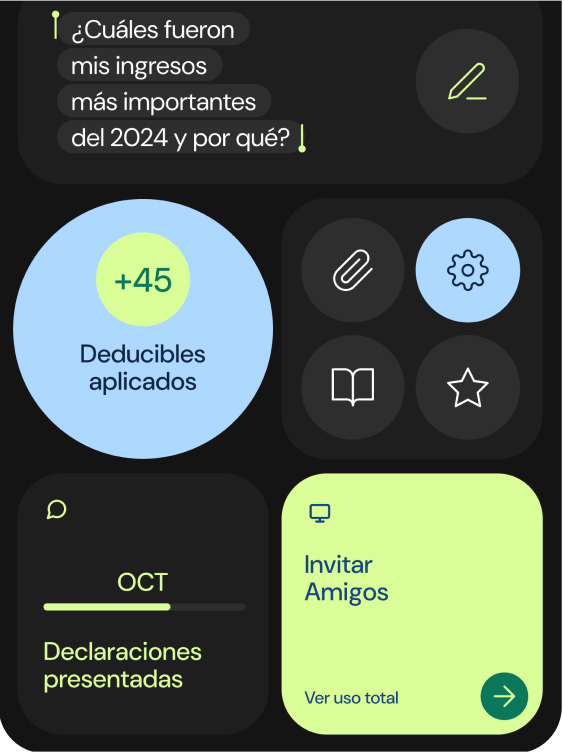 ¿Cuáles fueron
mis ingresos
más importantes
del 2024 y por qué?
+45
Deducibles
aplicados
OCT
Declaraciones
presentadas
Invitar
Amigos
Ver uso total